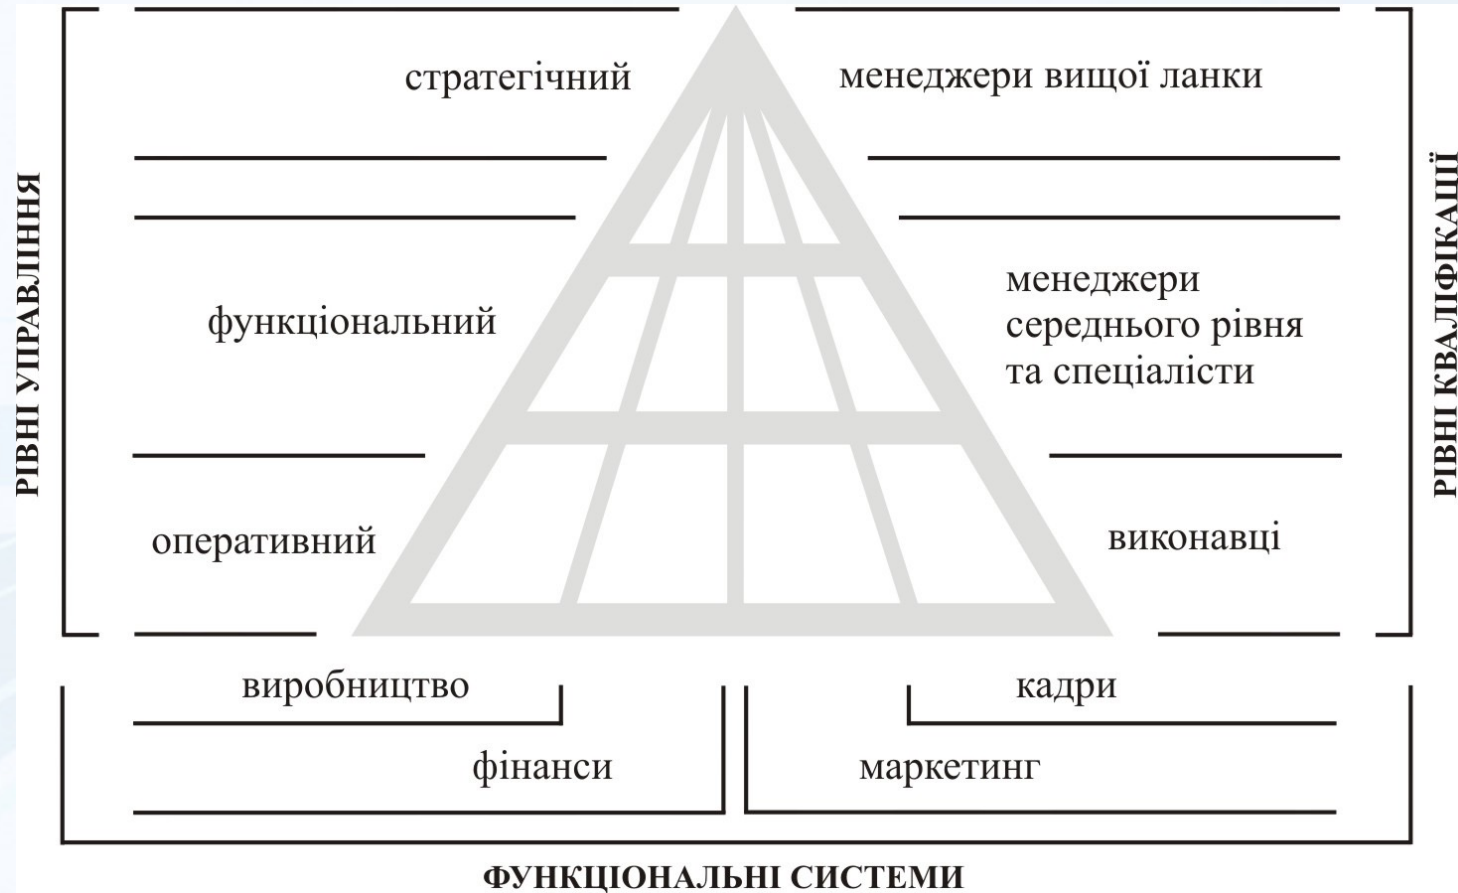 стратегічний
менеджери вищої ланки
РІВНІ УПРАВЛІННЯ
РІВНІ КВАЛІФІКАЦІЇ
функціональний
менеджери
середнього рівня
та спеціалісти
оперативний
виконавці
виробництво
кадри
фінанси
маркетинг
ФУНКЦІОНАЛЬНІ СИСТЕМИ